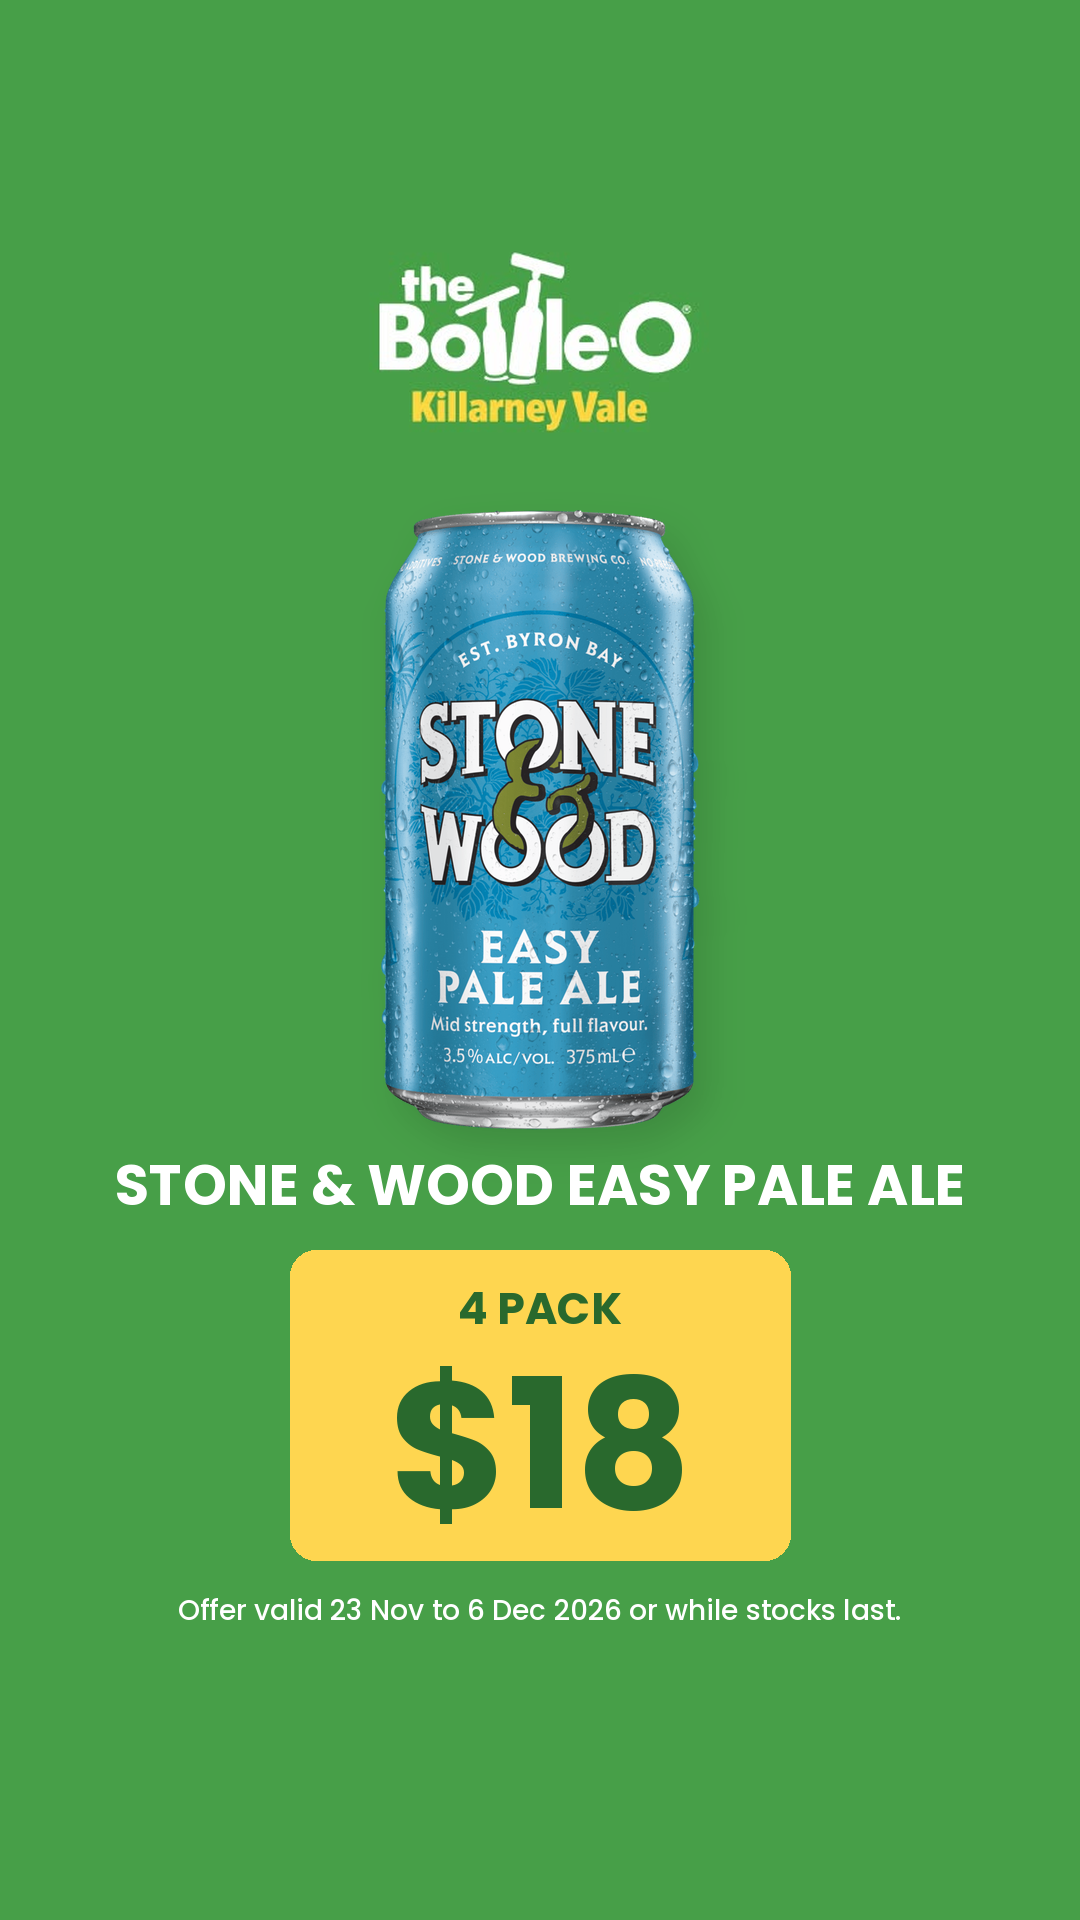 the
Bottle-O®
Killarney Vale
STONE & WOOD BREWING CO.
EST. BYRON BAY
STONE
&
WOOD
EASY
PALE ALE
Mid strength, full flavour.
3.5% ALC/VOL. 375mL℮
STONE & WOOD EASY PALE ALE
4 PACK
$18
Offer valid 23 Nov to 6 Dec 2026 or while stocks last.